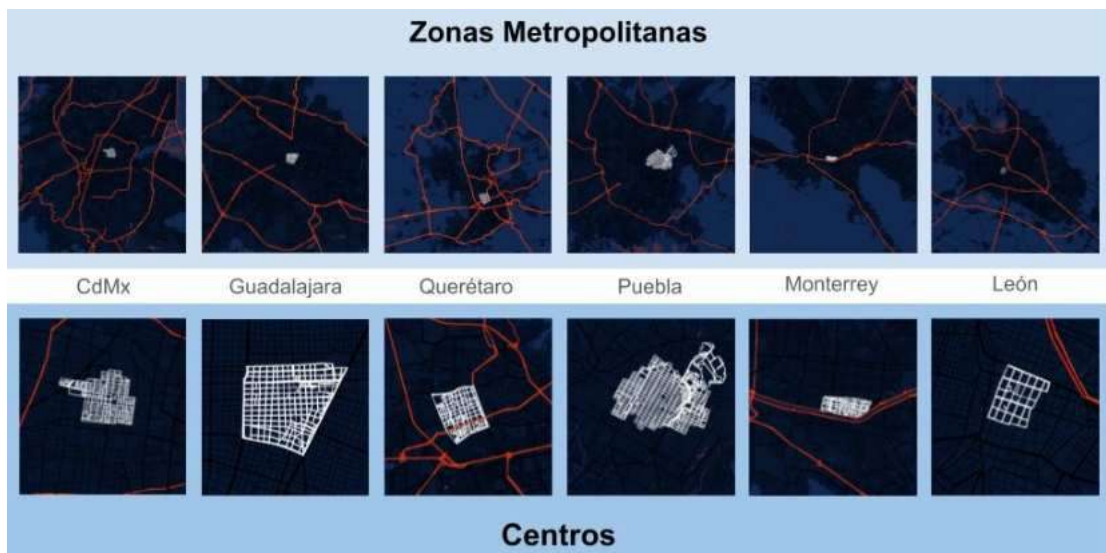 Zonas Metropolitanas
CdMx Guadalajara Querétaro Puebla Monterrey León
Centros